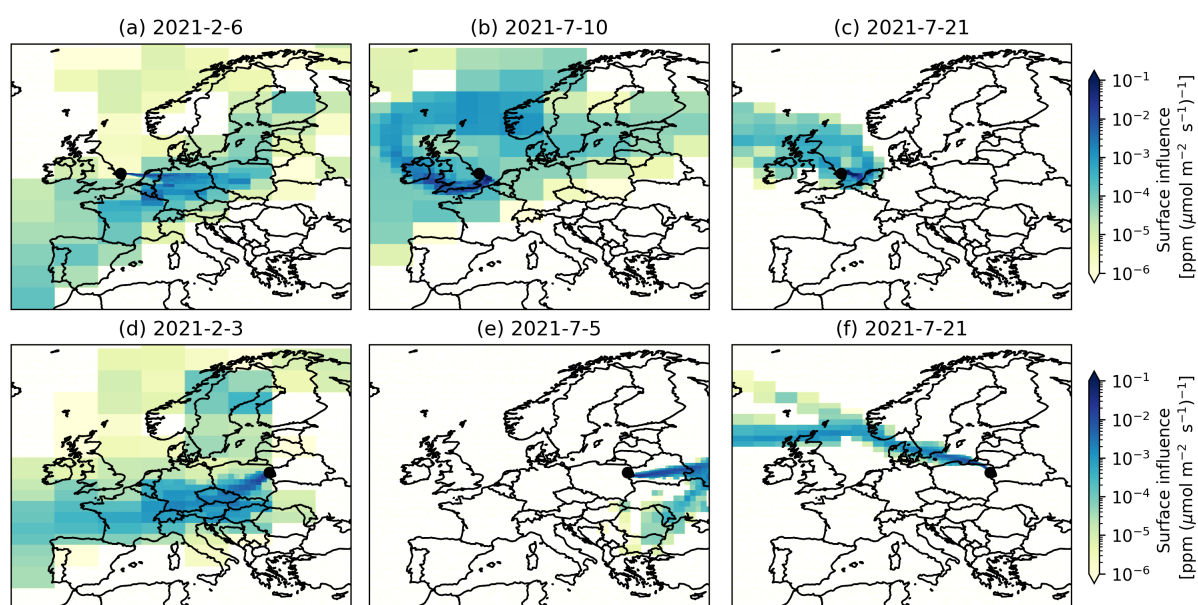 (a) 2021-2-6
(b) 2021-7-10
(c) 2021-7-21
10⁻¹
10⁻²
10⁻³
10⁻⁴
10⁻⁵
10⁻⁶
Surface influence
[ppm (μmol m⁻² s⁻¹)⁻¹]
(d) 2021-2-3
(e) 2021-7-5
(f) 2021-7-21
10⁻¹
10⁻²
10⁻³
10⁻⁴
10⁻⁵
10⁻⁶
Surface influence
[ppm (μmol m⁻² s⁻¹)⁻¹]